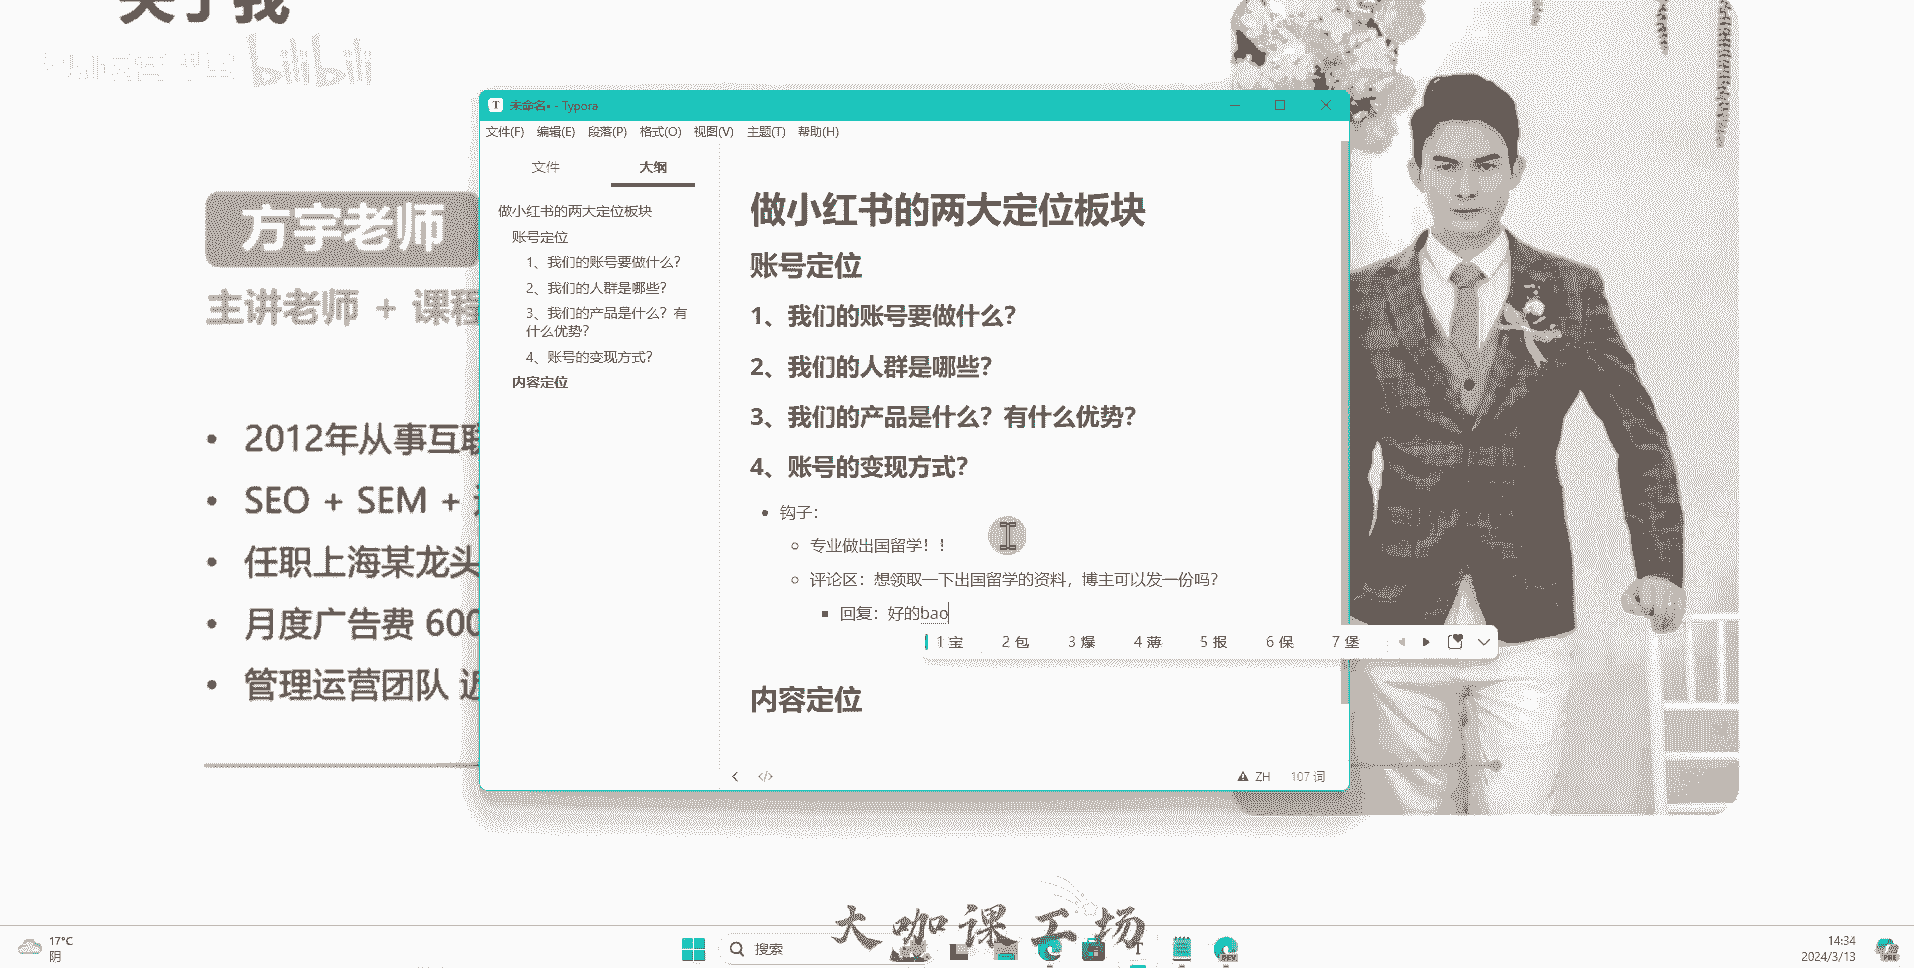 关于我
bilibili
方宇老师
主讲老师 + 课程
2012年从事互联
SEO + SEM +
任职上海某龙头
月度广告费 600
管理运营团队 近
未命名• - Typora
文件(F) 编辑(E) 段落(P) 格式(O) 视图(V) 主题(T) 帮助(H)
文件 大纲
做小红书的两大定位板块
账号定位
1、我们的账号要做什么？
2、我们的人群是哪些？
3、我们的产品是什么？有
什么优势？
4、账号的变现方式？
内容定位
做小红书的两大定位板块
账号定位
1、我们的账号要做什么？
2、我们的人群是哪些？
3、我们的产品是什么？有什么优势？
4、账号的变现方式？
钩子：
专业做出国留学！！
评论区：想领取一下出国留学的资料，博主可以发一份吗？
回复：好的bao
1 宝 2 包 3 爆 4 薄 5 报 6 保 7 堡
内容定位
ZH 107 词
大咖课工场
17°C
阴
搜索
14:34
2024/3/13